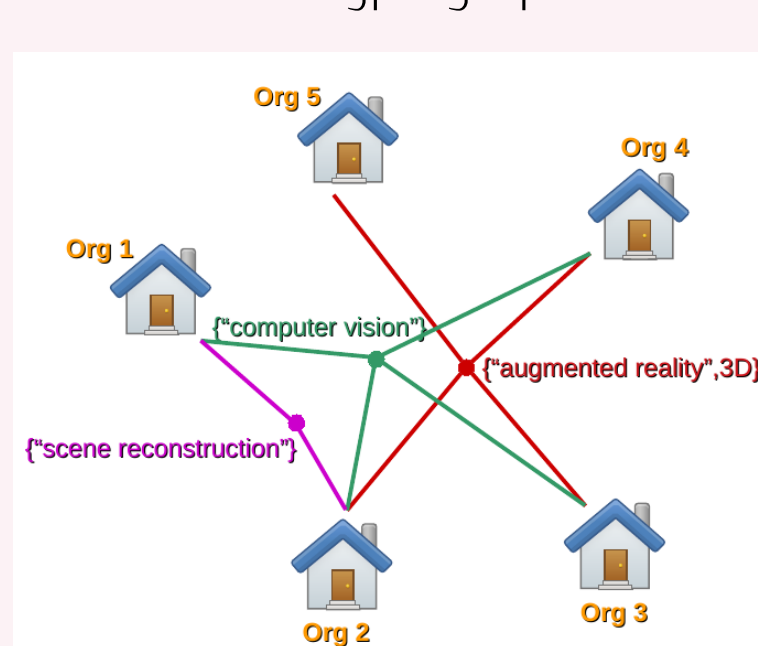 Org 5
Org 4
Org 1
{“computer vision”}
{“augmented reality”,3D}
{“scene reconstruction”}
Org 3
Org 2